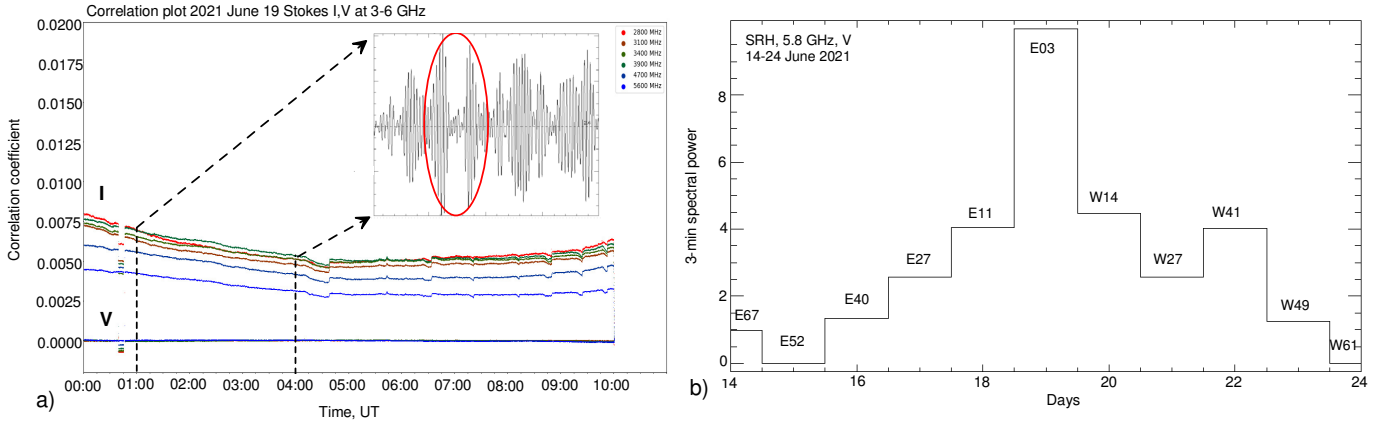 Correlation plot 2021 June 19 Stokes I,V at 3-6 GHz
Correlation coefficient
0.0200
0.0175
0.0150
0.0125
0.0100
0.0075
0.0050
0.0025
0.0000
I
V
2800 MHz
3100 MHz
3400 MHz
3900 MHz
4700 MHz
5600 MHz
00:00 01:00 02:00 03:00 04:00 05:00 06:00 07:00 08:00 09:00 10:00
Time, UT
a)
SRH, 5.8 GHz, V
14-24 June 2021
3-min spectral power
8
6
4
2
0
E67
E52
E40
E27
E11
E03
W14
W27
W41
W49
W61
14 16 18 20 22 24
Days
b)